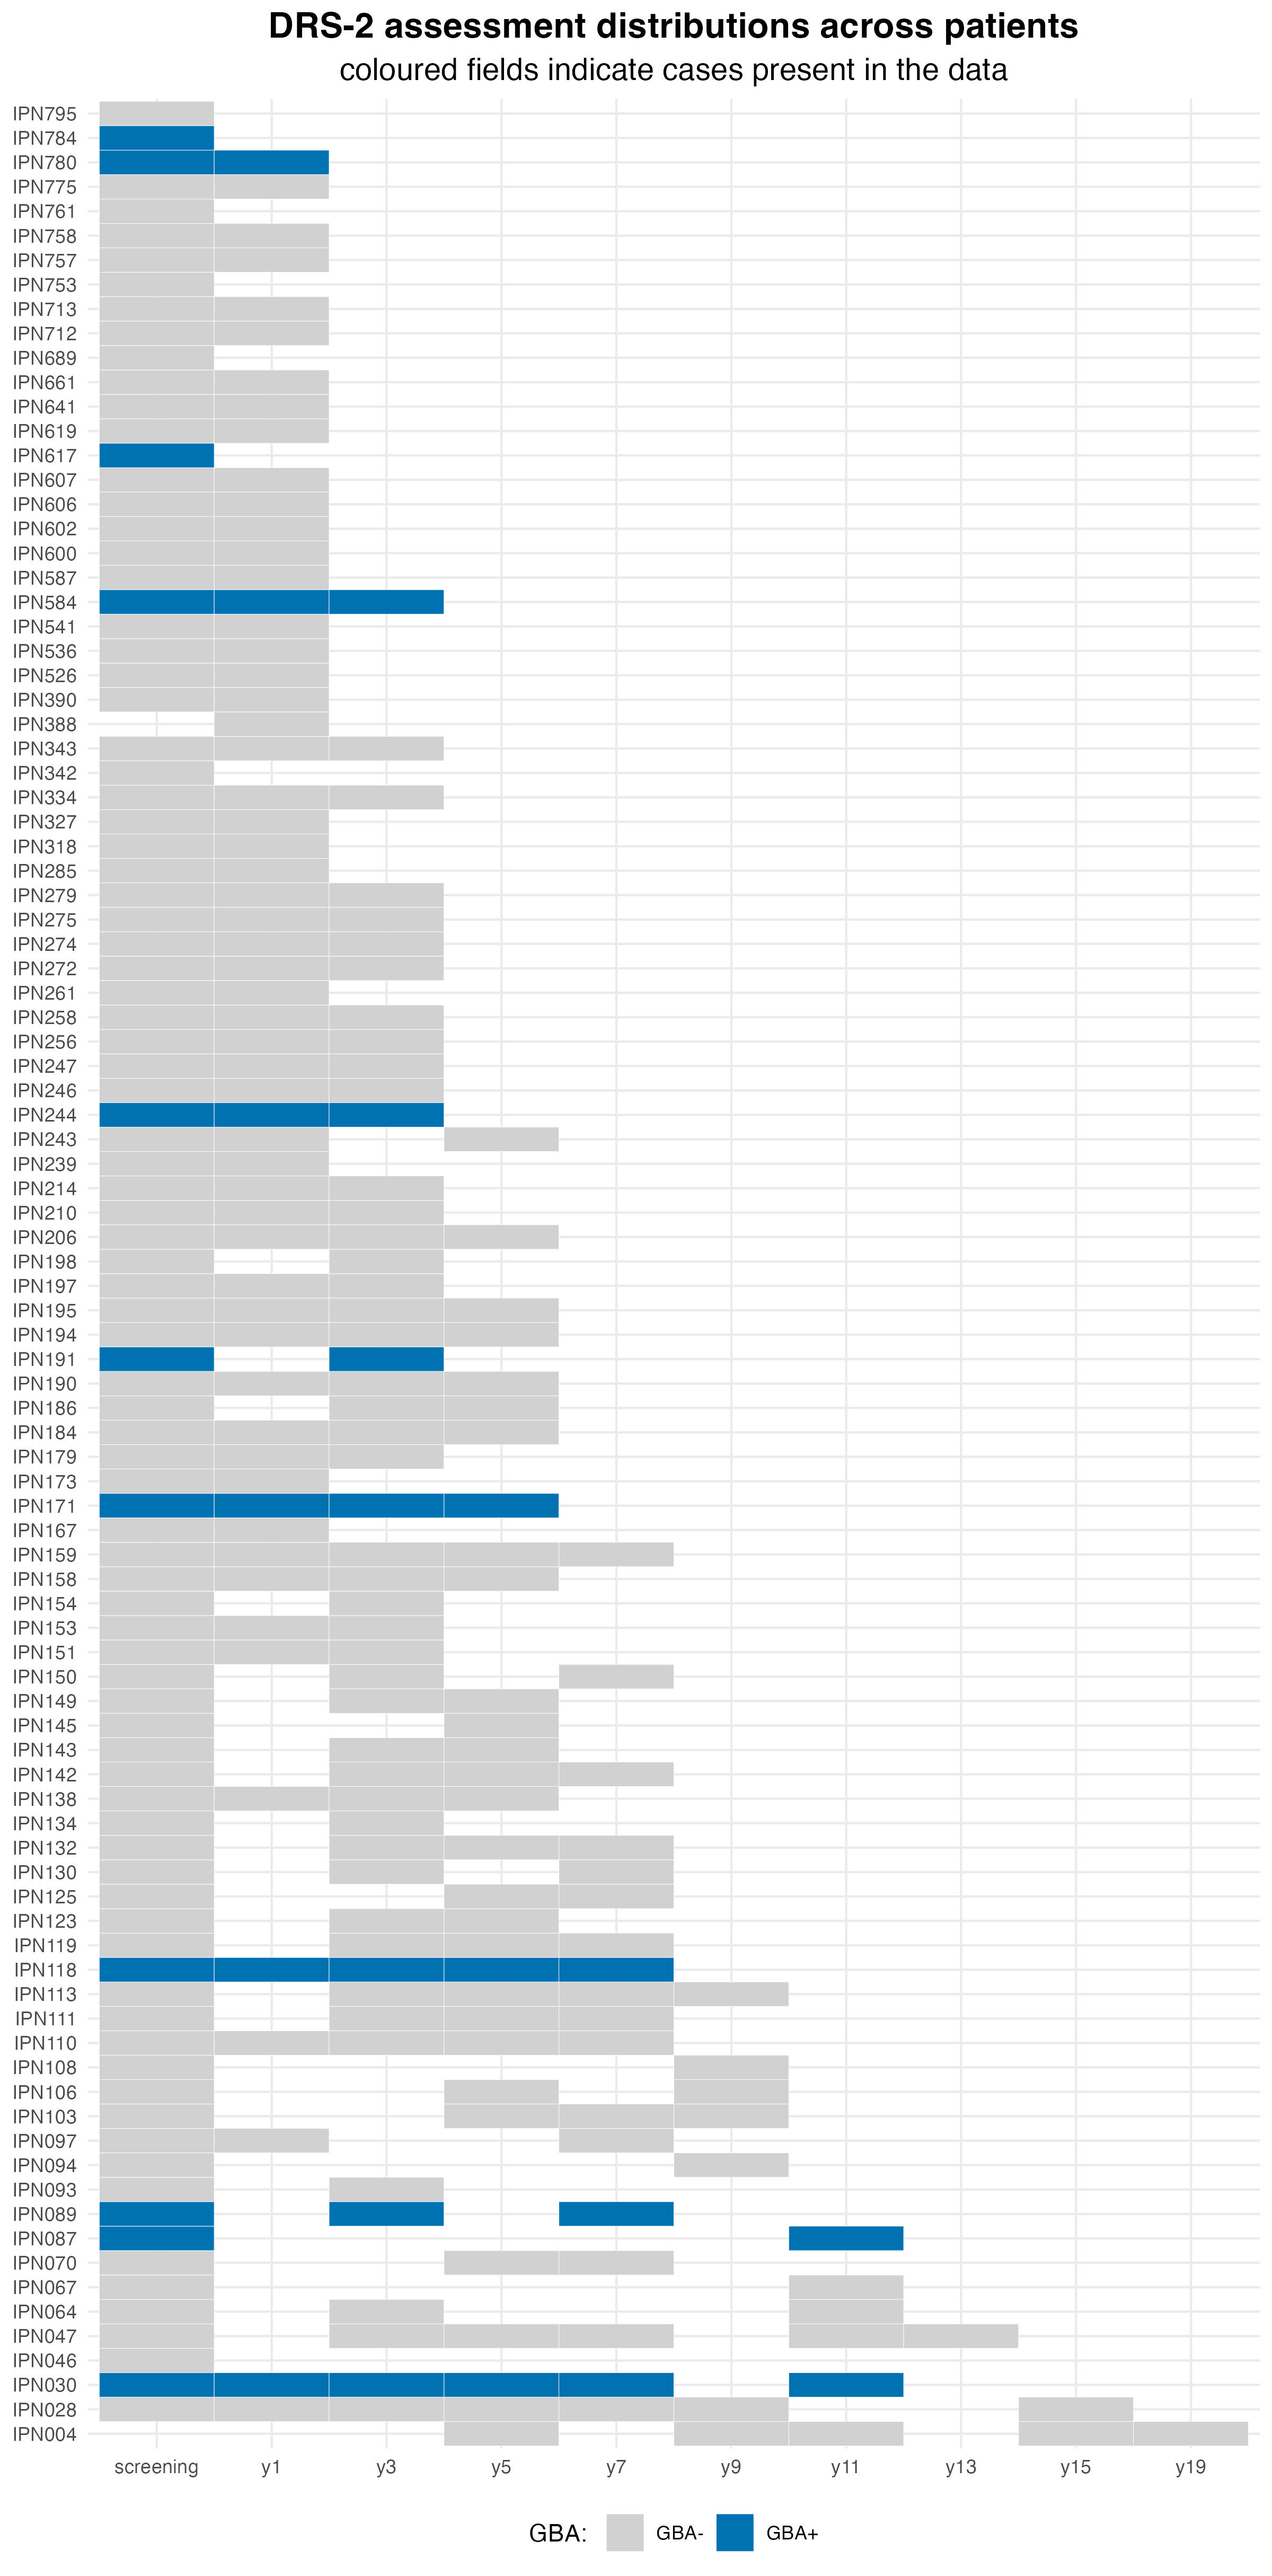 DRS-2 assessment distributions across patients
coloured fields indicate cases present in the data
IPN795
IPN784
IPN780
IPN775
IPN761
IPN758
IPN757
IPN753
IPN713
IPN712
IPN689
IPN661
IPN641
IPN619
IPN617
IPN607
IPN606
IPN602
IPN600
IPN587
IPN584
IPN541
IPN536
IPN526
IPN390
IPN388
IPN343
IPN342
IPN334
IPN327
IPN318
IPN285
IPN279
IPN275
IPN274
IPN272
IPN261
IPN258
IPN256
IPN247
IPN246
IPN244
IPN243
IPN239
IPN214
IPN210
IPN206
IPN198
IPN197
IPN195
IPN194
IPN191
IPN190
IPN186
IPN184
IPN179
IPN173
IPN171
IPN167
IPN159
IPN158
IPN154
IPN153
IPN151
IPN150
IPN149
IPN145
IPN143
IPN142
IPN138
IPN134
IPN132
IPN130
IPN125
IPN123
IPN119
IPN118
IPN113
IPN111
IPN110
IPN108
IPN106
IPN103
IPN097
IPN094
IPN093
IPN089
IPN087
IPN070
IPN067
IPN064
IPN047
IPN046
IPN030
IPN028
IPN004
screening y1 y3 y5 y7 y9 y11 y13 y15 y19
GBA: GBA- GBA+